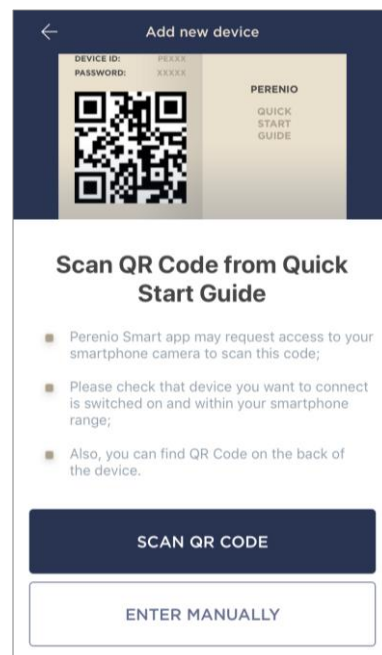 Add new device
DEVICE ID: PEXXX
PASSWORD: XXXXX
PERENIO
QUICK
START
GUIDE
Scan QR Code from Quick
Start Guide
Perenio Smart app may request access to your
smartphone camera to scan this code;
Please check that device you want to connect
is switched on and within your smartphone
range;
Also, you can find QR Code on the back of
the device.
SCAN QR CODE
ENTER MANUALLY